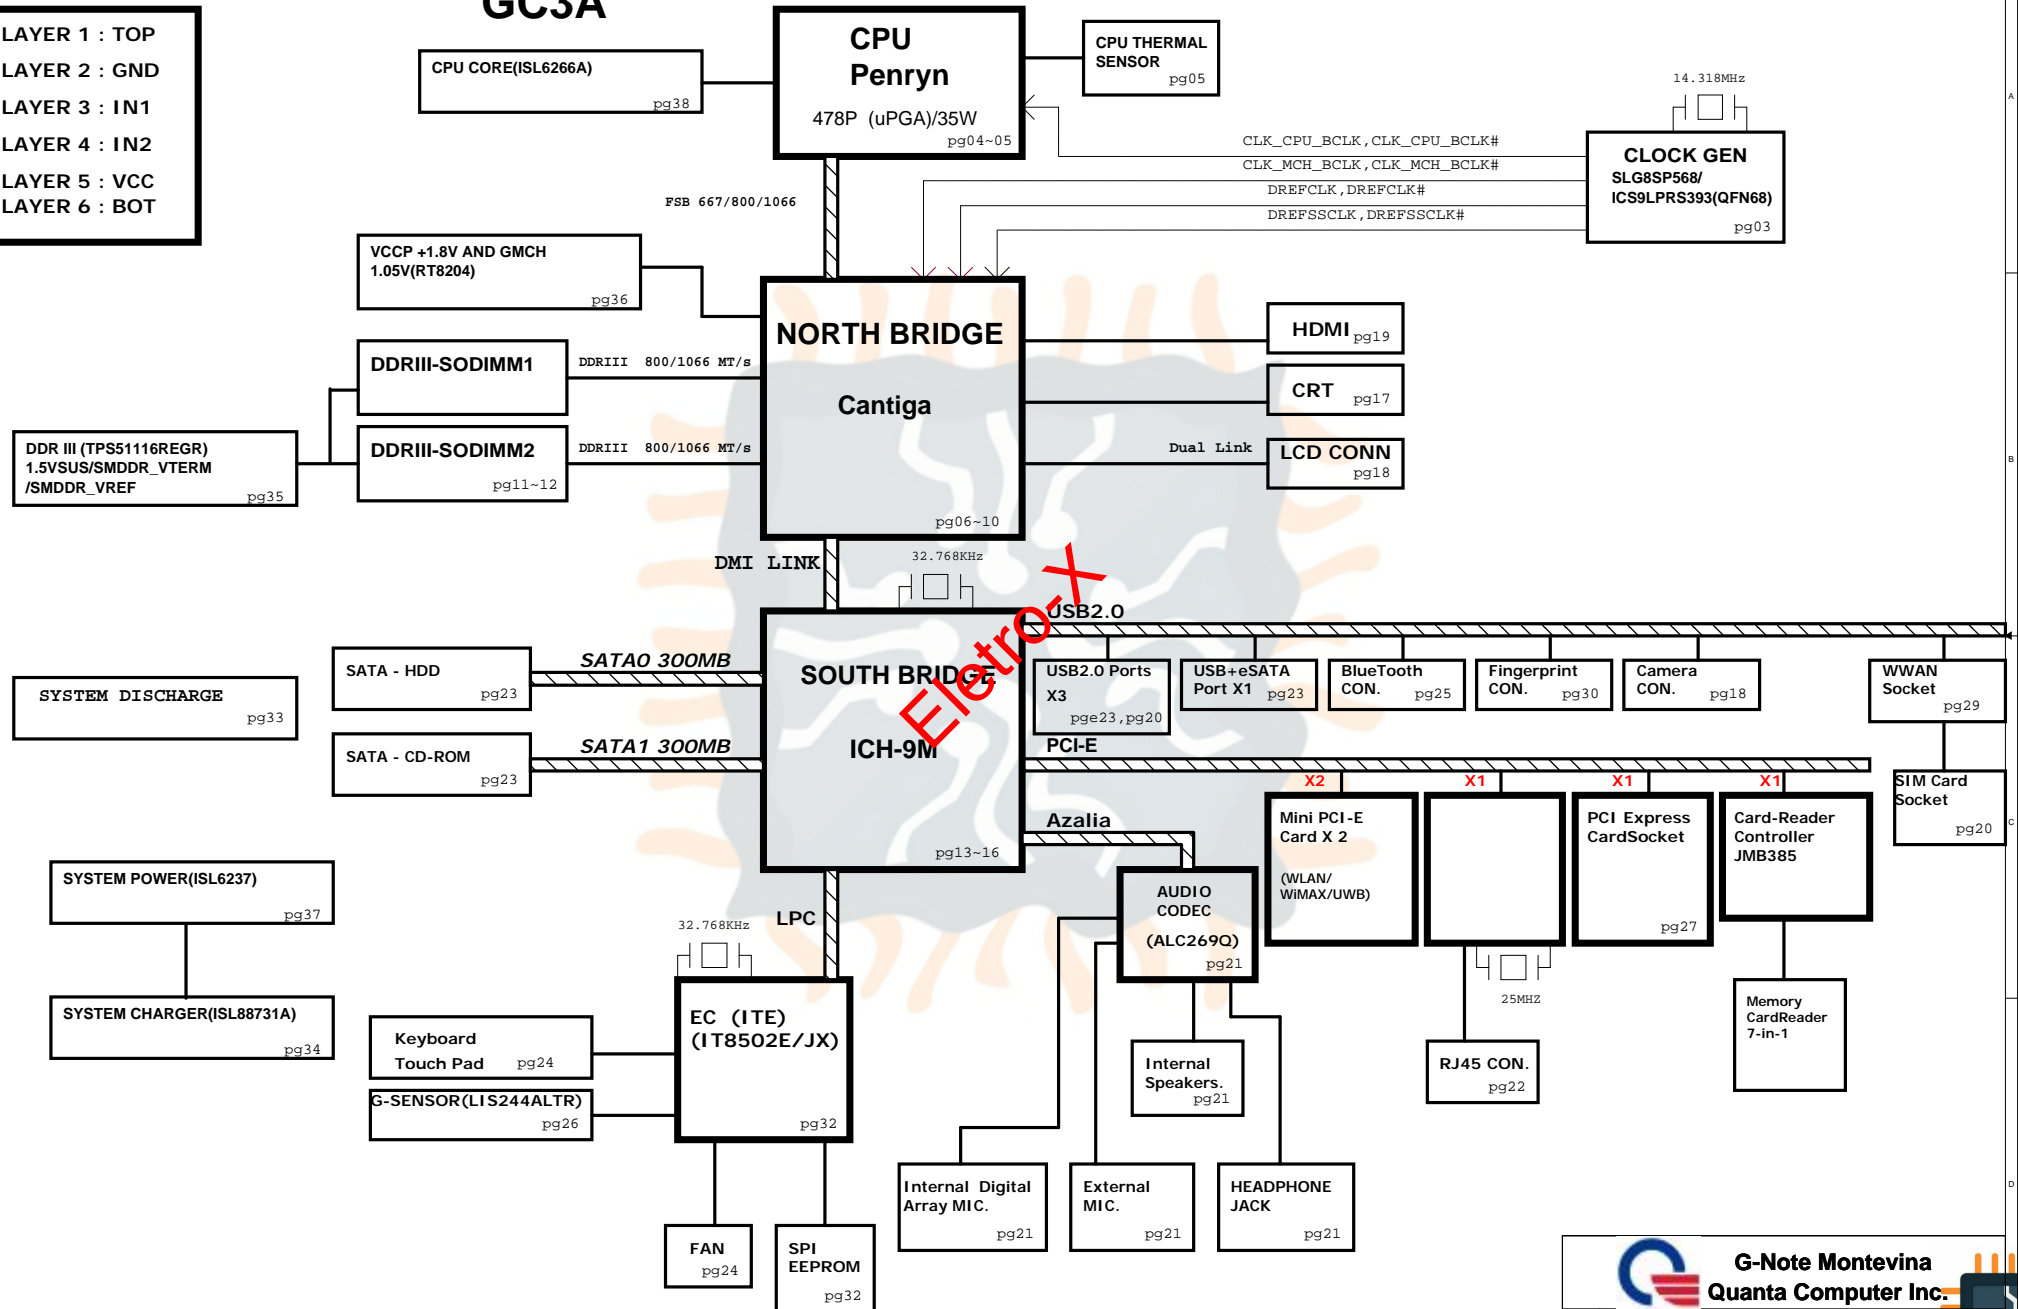 GC3A
LAYER 1 : TOP
LAYER 2 : GND
LAYER 3 : IN1
LAYER 4 : IN2
LAYER 5 : VCC
LAYER 6 : BOT
CPU CORE(ISL6266A)
pg38
CPU
Penryn
478P (uPGA)/35W
pg04~05
CPU THERMAL
SENSOR
pg05
14.318MHz
CLOCK GEN
SLG8SP568/
ICS9LPRS393(QFN68)
pg03
CLK_CPU_BCLK,CLK_CPU_BCLK#
CLK_MCH_BCLK,CLK_MCH_BCLK#
DREFCLK,DREFCLK#
DREFSSCLK,DREFSSCLK#
FSB 667/800/1066
VCCP +1.8V AND GMCH
1.05V(RT8204)
pg36
NORTH BRIDGE
Cantiga
pg06~10
HDMI pg19
CRT pg17
Dual Link
LCD CONN
pg18
DDRIII-SODIMM1
DDRIII 800/1066 MT/s
DDRIII-SODIMM2
pg11~12
DDRIII 800/1066 MT/s
DDR III (TPS51116REGR)
1.5VSUS/SMDDR_VTERM
/SMDDR_VREF
pg35
DMI LINK
32.768KHz
Eletro-X
SOUTH BRIDGE
ICH-9M
pg13~16
SATA - HDD
pg23
SATA0 300MB
SATA - CD-ROM
pg23
SATA1 300MB
SYSTEM DISCHARGE
pg33
USB2.0
USB2.0 Ports
X3
pge23,pg20
USB+eSATA
Port X1 pg23
BlueTooth
CON. pg25
Fingerprint
CON. pg30
Camera
CON. pg18
WWAN
Socket
pg29
SIM Card
Socket
pg20
PCI-E
X2
X1
X1
X1
Mini PCI-E
Card X 2
(WLAN/
WiMAX/UWB)
PCI Express
CardSocket
pg27
Card-Reader
Controller
JMB385
25MHZ
RJ45 CON.
pg22
Memory
CardReader
7-in-1
Azalia
AUDIO
CODEC
(ALC269Q)
pg21
Internal
Speakers.
pg21
Internal Digital
Array MIC.
pg21
External
MIC.
pg21
HEADPHONE
JACK
pg21
SYSTEM POWER(ISL6237)
pg37
SYSTEM CHARGER(ISL88731A)
pg34
LPC
32.768KHz
EC (ITE)
(IT8502E/JX)
pg32
Keyboard
Touch Pad pg24
G-SENSOR(LIS244ALTR)
pg26
FAN
pg24
SPI
EEPROM
pg32
A
B
C
D
G-Note Montevina
Quanta Computer Inc.